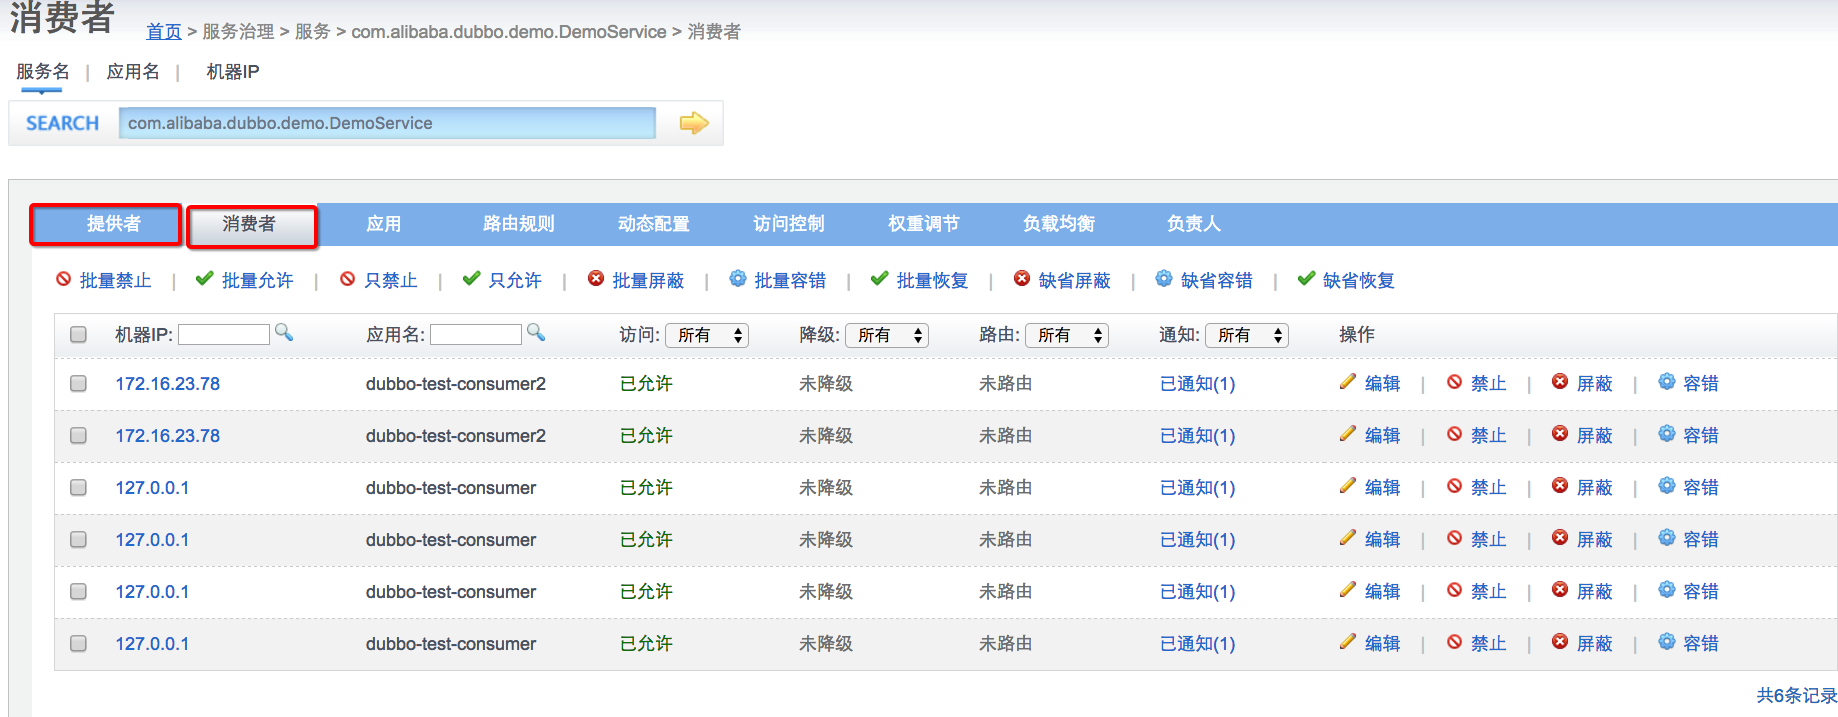 消费者
首页 > 服务治理 > 服务 > com.alibaba.dubbo.demo.DemoService > 消费者
服务名 | 应用名 | 机器IP
SEARCH com.alibaba.dubbo.demo.DemoService
提供者 消费者 应用 路由规则 动态配置 访问控制 权重调节 负载均衡 负责人
批量禁止 | 批量允许 | 只禁止 | 只允许 | 批量屏蔽 | 批量容错 | 批量恢复 | 缺省屏蔽 | 缺省容错 | 缺省恢复
机器IP: 应用名: 访问: 所有 降级: 所有 路由: 所有 通知: 所有 操作
172.16.23.78 dubbo-test-consumer2 已允许 未降级 未路由 已通知(1) 编辑 | 禁止 | 屏蔽 | 容错
172.16.23.78 dubbo-test-consumer2 已允许 未降级 未路由 已通知(1) 编辑 | 禁止 | 屏蔽 | 容错
127.0.0.1 dubbo-test-consumer 已允许 未降级 未路由 已通知(1) 编辑 | 禁止 | 屏蔽 | 容错
127.0.0.1 dubbo-test-consumer 已允许 未降级 未路由 已通知(1) 编辑 | 禁止 | 屏蔽 | 容错
127.0.0.1 dubbo-test-consumer 已允许 未降级 未路由 已通知(1) 编辑 | 禁止 | 屏蔽 | 容错
127.0.0.1 dubbo-test-consumer 已允许 未降级 未路由 已通知(1) 编辑 | 禁止 | 屏蔽 | 容错
共6条记录